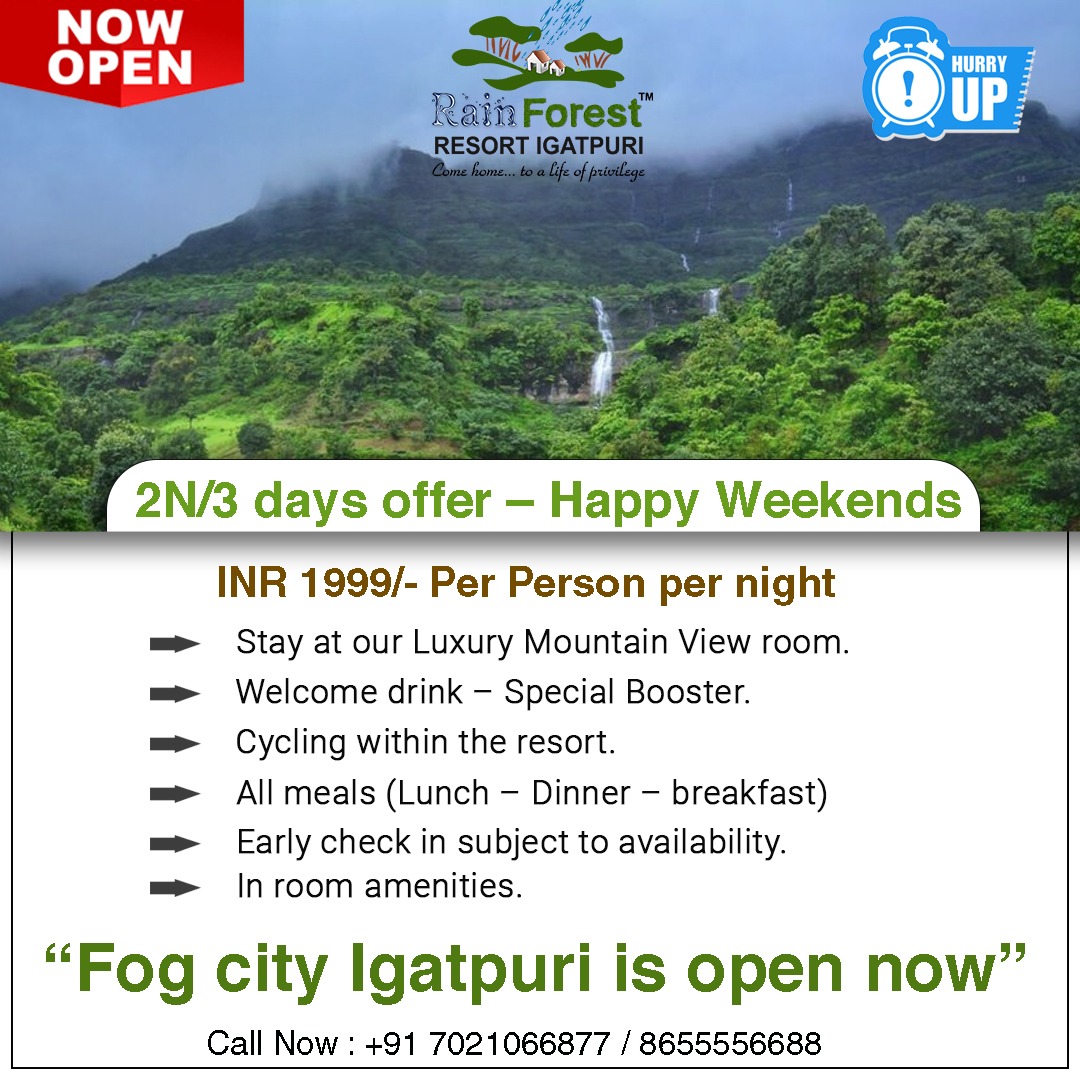 NOW
OPEN
HURRY
UP
Rain Forest™
RESORT IGATPURI
Come home... to a life of privilege
2N/3 days offer – Happy Weekends
INR 1999/- Per Person per night
Stay at our Luxury Mountain View room.
Welcome drink – Special Booster.
Cycling within the resort.
All meals (Lunch – Dinner – breakfast)
Early check in subject to availability.
In room amenities.
“Fog city Igatpuri is open now”
Call Now : +91 7021066877 / 8655556688